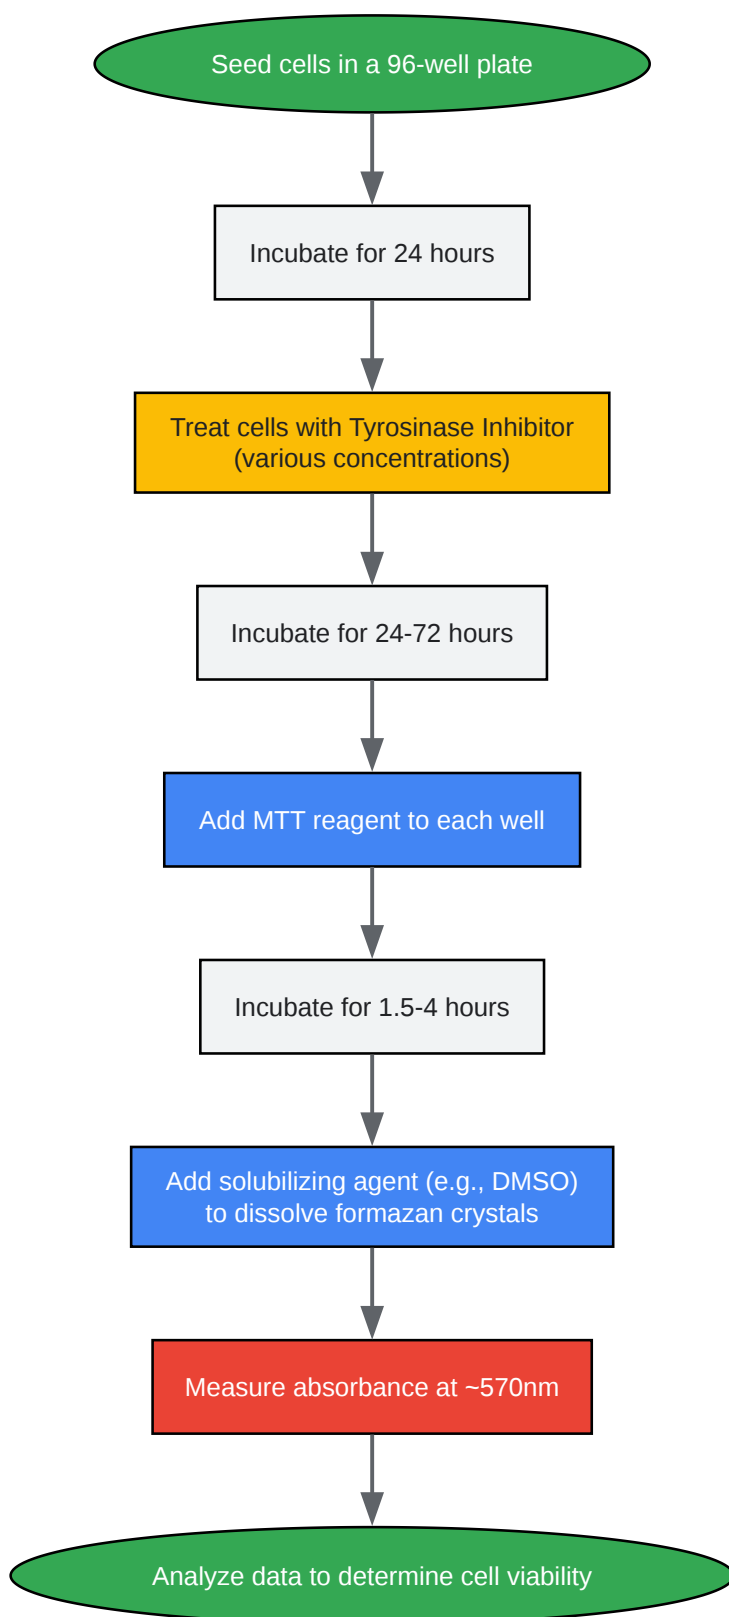 Seed cells in a 96-well plate
Incubate for 24 hours
Treat cells with Tyrosinase Inhibitor
(various concentrations)
Incubate for 24-72 hours
Add MTT reagent to each well
Incubate for 1.5-4 hours
Add solubilizing agent (e.g., DMSO)
to dissolve formazan crystals
Measure absorbance at ~570nm
Analyze data to determine cell viability